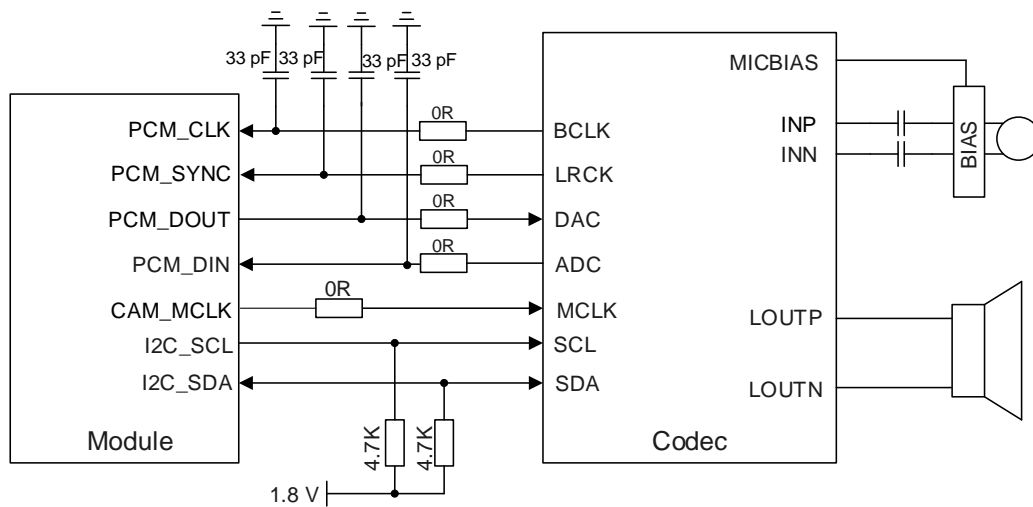 33 pF 33 pF 33 pF 33 pF
MICBIAS
PCM_CLK
0R
BCLK
INP
INN
BIAS
PCM_SYNC
0R
LRCK
PCM_DOUT
0R
DAC
PCM_DIN
0R
ADC
CAM_MCLK
0R
MCLK
LOUTP
I2C_SCL
SCL
I2C_SDA
SDA
LOUTN
Module
4.7K
4.7K
Codec
1.8 V